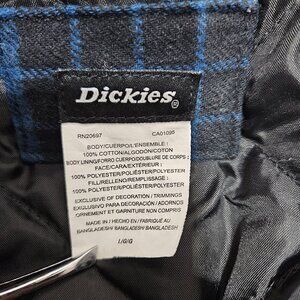 Dickies®
RN20697 CA01095
BODY/CUERPO/L'ENSEMBLE:
100% COTTON/ALGODÓN/COTON
BODY LINING/FORRO CUERPO/DOUBLURE DE CORPS:
FACE/CARA/EXTÉRIEUR:
100% POLYESTER/POLIÉSTER/POLYESTER
FILL/RELLENO/REMPLISSAGE:
100% POLYESTER/POLIÉSTER/POLYESTER
EXCLUSIVE OF DECORATION / TRIMMINGS
EXCLUSIVO PARA DECORACIÓN / ADORNOS
ORNEMENT ET GARNITURE NON COMPRIS
MADE IN / HECHO EN / FABRIQUÉ AU
BANGLADESH/ BANGLADESH/ BANGLADESH
l/G/G